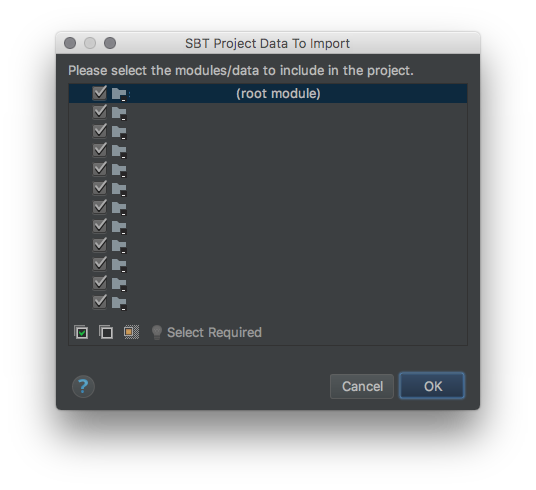 SBT Project Data To Import
Please select the modules/data to include in the project.
(root module)
Select Required
?
Cancel
OK